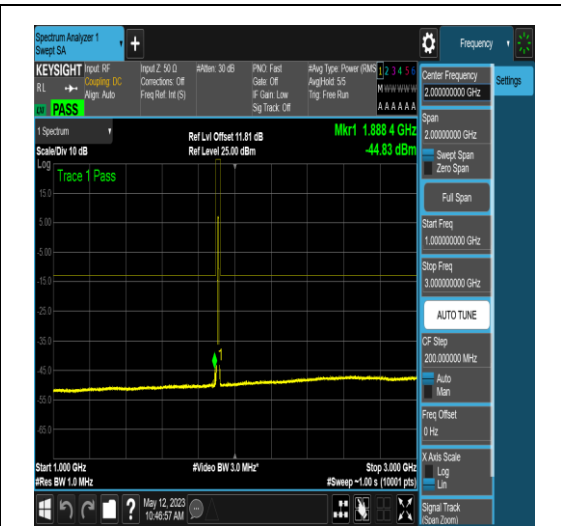 Spectrum Analyzer 1
Swept SA
+
Frequency
KEYSIGHT
RL
PASS
Input: RF
Coupling: DC
Align: Auto
Input Z: 50 Ω
Corrections: Off
Freq Ref: Int (S)
#Atten: 30 dB
PNO: Fast
Gate: Off
IF Gain: Low
Sig Track: Off
#Avg Type: Power (RMS
Avg|Hold: 5/5
Trig: Free Run
1 2 3 4 5 6
M W W W W W
A A A A A A
1 Spectrum
Scale/Div 10 dB
Ref Lvl Offset 11.81 dB
Ref Level 25.00 dBm
Mkr1 1.888 4 GHz
-44.83 dBm
Log
Trace 1 Pass
15.0
5.00
-5.00
-15.0
-25.0
-35.0
-45.0
-55.0
-65.0
1
Start 1.000 GHz
#Res BW 1.0 MHz
#Video BW 3.0 MHz*
Stop 3.000 GHz
#Sweep ~1.00 s (10001 pts)
Center Frequency
2.000000000 GHz
Settings
Span
2.00000000 GHz
Swept Span
Zero Span
Full Span
Start Freq
1.000000000 GHz
Stop Freq
3.000000000 GHz
AUTO TUNE
CF Step
200.000000 MHz
Auto
Man
Freq Offset
0 Hz
X Axis Scale
Log
Lin
Signal Track
(Span Zoom)
?
May 12, 2023
10:46:57 AM